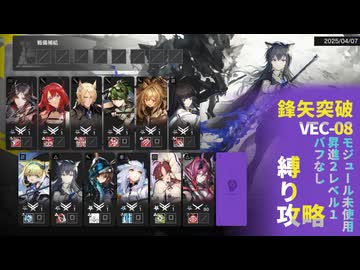 2025/04/07
戦備補給
鋒矢突破
VEC-08
モジュール未使用
昇進2レベル1
バフなし
縛り
攻略